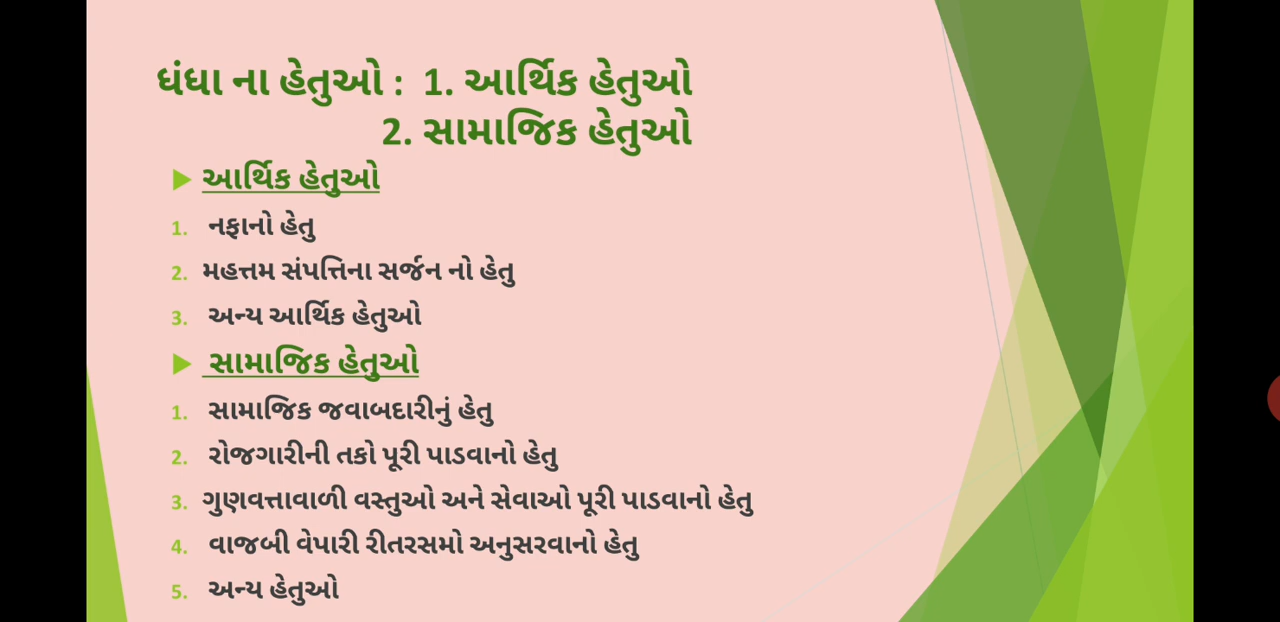 ધંધા ના હેતુઓ : 1. આર્થિક હેતુઓ
2. સામાજિક હેતુઓ
આર્થિક હેતુઓ
1. નફાનો હેતુ
2. મહત્તમ સંપત્તિના સર્જન નો હેતુ
3. અન્ય આર્થિક હેતુઓ
સામાજિક હેતુઓ
1. સામાજિક જવાબદારીનું હેતુ
2. રોજગારીની તકો પૂરી પાડવાનો હેતુ
3. ગુણવત્તાવાળી વસ્તુઓ અને સેવાઓ પૂરી પાડવાનો હેતુ
4. વાજબી વેપારી રીતરસમો અનુસરવાનો હેતુ
5. અન્ય હેતુઓ